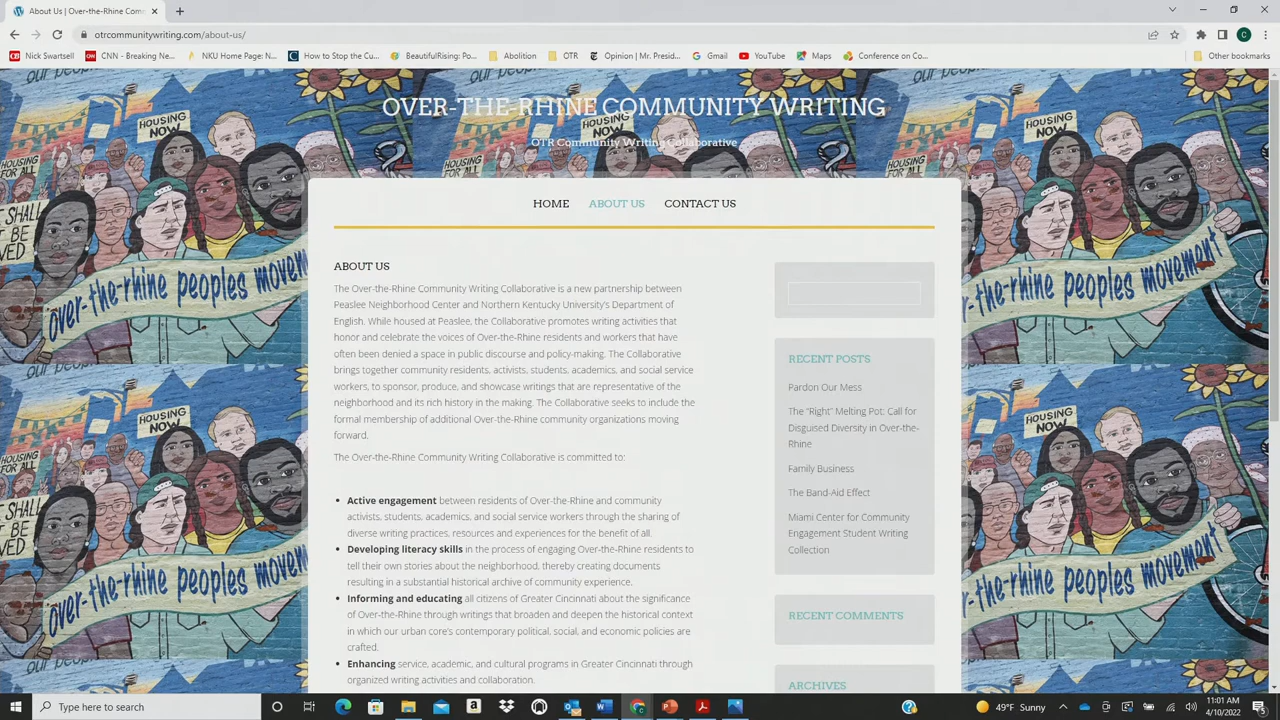 About Us | Over-the-Rhine Comm
otrcommunitywriting.com/about-us/
Nick Swartsell
CNN - Breaking Ne...
NKU Home Page: N...
How to Stop the Cu...
BeautifulRising: Po...
Abolition
OTR
Opinion | Mr. Presid...
Gmail
YouTube
Maps
Conference on Co...
Other bookmarks
OVER-THE-RHINE COMMUNITY WRITING
OTR Community Writing Collaborative
HOME
ABOUT US
CONTACT US
HOUSING NOW
HOUSING FOR ALL
SHALL BE
over-the-rhine peoples movement
ABOUT US
The Over-the-Rhine Community Writing Collaborative is a new partnership between
Peaslee Neighborhood Center and Northern Kentucky University's Department of
English. While housed at Peaslee, the Collaborative promotes writing activities that
honor and celebrate the voices of Over-the-Rhine residents and workers that have
often been denied a space in public discourse and policy-making. The Collaborative
brings together community residents, activists, students, academics, and social service
workers, to sponsor, produce, and showcase writings that are representative of the
neighborhood and its rich history in the making. The Collaborative seeks to include the
formal membership of additional Over-the-Rhine community organizations moving
forward.
The Over-the-Rhine Community Writing Collaborative is committed to:
• Active engagement between residents of Over-the-Rhine and community
activists, students, academics, and social service workers through the sharing of
diverse writing practices, resources and experiences for the benefit of all.
• Developing literacy skills in the process of engaging Over-the-Rhine residents to
tell their own stories about the neighborhood, thereby creating documents
resulting in a substantial historical archive of community experience.
• Informing and educating all citizens of Greater Cincinnati about the significance
of Over-the-Rhine through writings that broaden and deepen the historical context
in which our urban core's contemporary political, social, and economic policies are
crafted.
• Enhancing service, academic, and cultural programs in Greater Cincinnati through
organized writing activities and collaboration.
RECENT POSTS
Pardon Our Mess
The "Right" Melting Pot: Call for
Disguised Diversity in Over-the-
Rhine
Family Business
The Band-Aid Effect
Miami Center for Community
Engagement Student Writing
Collection
RECENT COMMENTS
ARCHIVES
Type here to search
49°F Sunny
11:01 AM
4/10/2022